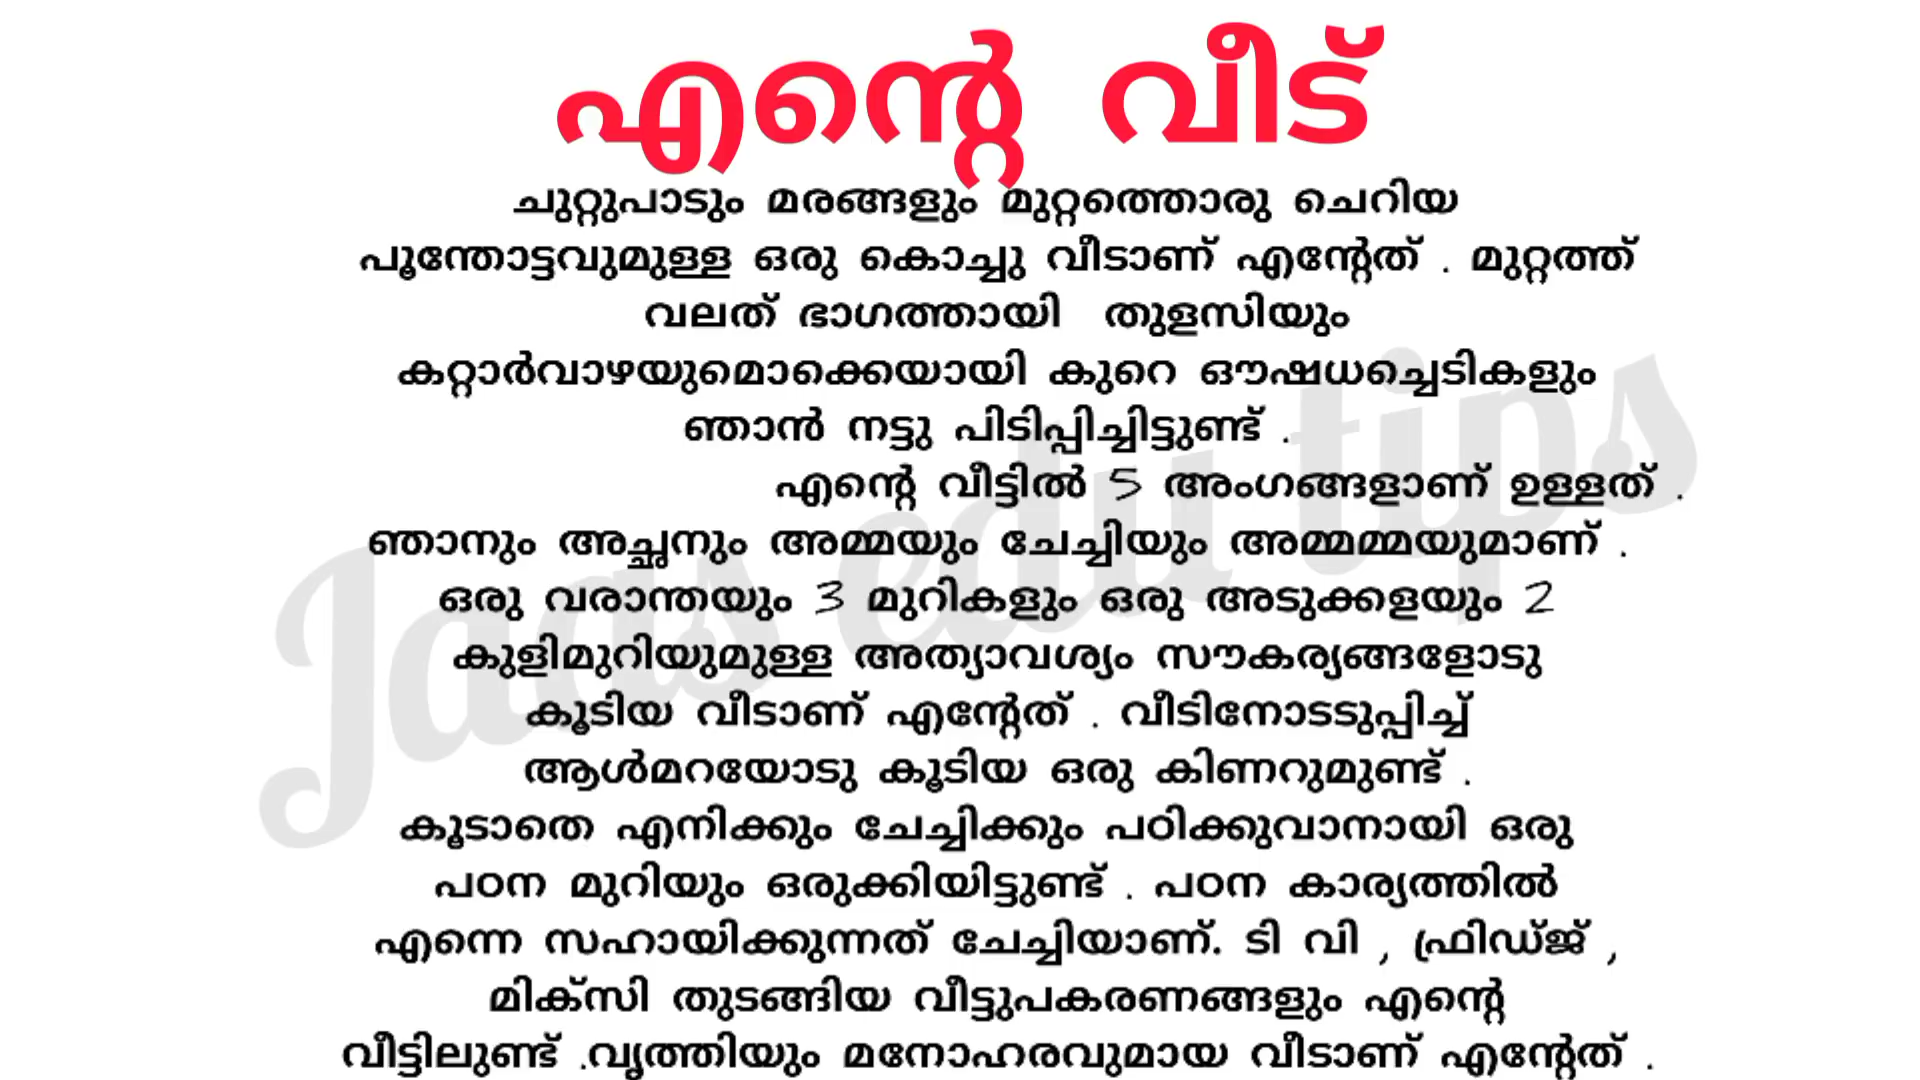 എന്റെ വീട്
ചുറ്റുപാടും മരങ്ങളും മുറ്റത്തൊരു ചെറിയ
പൂന്തോട്ടവുമുള്ള ഒരു കൊച്ചു വീടാണ് എന്റേത് . മുറ്റത്ത്
വലത് ഭാഗത്തായി തുളസിയും
കറ്റാർവാഴയുമൊക്കെയായി കുറെ ഔഷധച്ചെടികളും
ഞാൻ നട്ടു പിടിപ്പിച്ചിട്ടുണ്ട് .
എന്റെ വീട്ടിൽ 5 അംഗങ്ങളാണ് ഉള്ളത് .
ഞാനും അച്ഛനും അമ്മയും ചേച്ചിയും അമ്മമ്മയുമാണ് .
ഒരു വരാന്തയും 3 മുറികളും ഒരു അടുക്കളയും 2
കുളിമുറിയുമുള്ള അത്യാവശ്യം സൗകര്യങ്ങളോടു
കൂടിയ വീടാണ് എന്റേത് . വീടിനോടടുപ്പിച്ച്
ആൾമറയോടു കൂടിയ ഒരു കിണറുമുണ്ട് .
കൂടാതെ എനിക്കും ചേച്ചിക്കും പഠിക്കുവാനായി ഒരു
പഠന മുറിയും ഒരുക്കിയിട്ടുണ്ട് . പഠന കാര്യത്തിൽ
എന്നെ സഹായിക്കുന്നത് ചേച്ചിയാണ്. ടി വി , ഫ്രിഡ്ജ് ,
മിക്സി തുടങ്ങിയ വീട്ടുപകരണങ്ങളും എന്റെ
വീട്ടിലുണ്ട് .വൃത്തിയും മനോഹരവുമായ വീടാണ് എന്റേത് .
Jaas edu tips